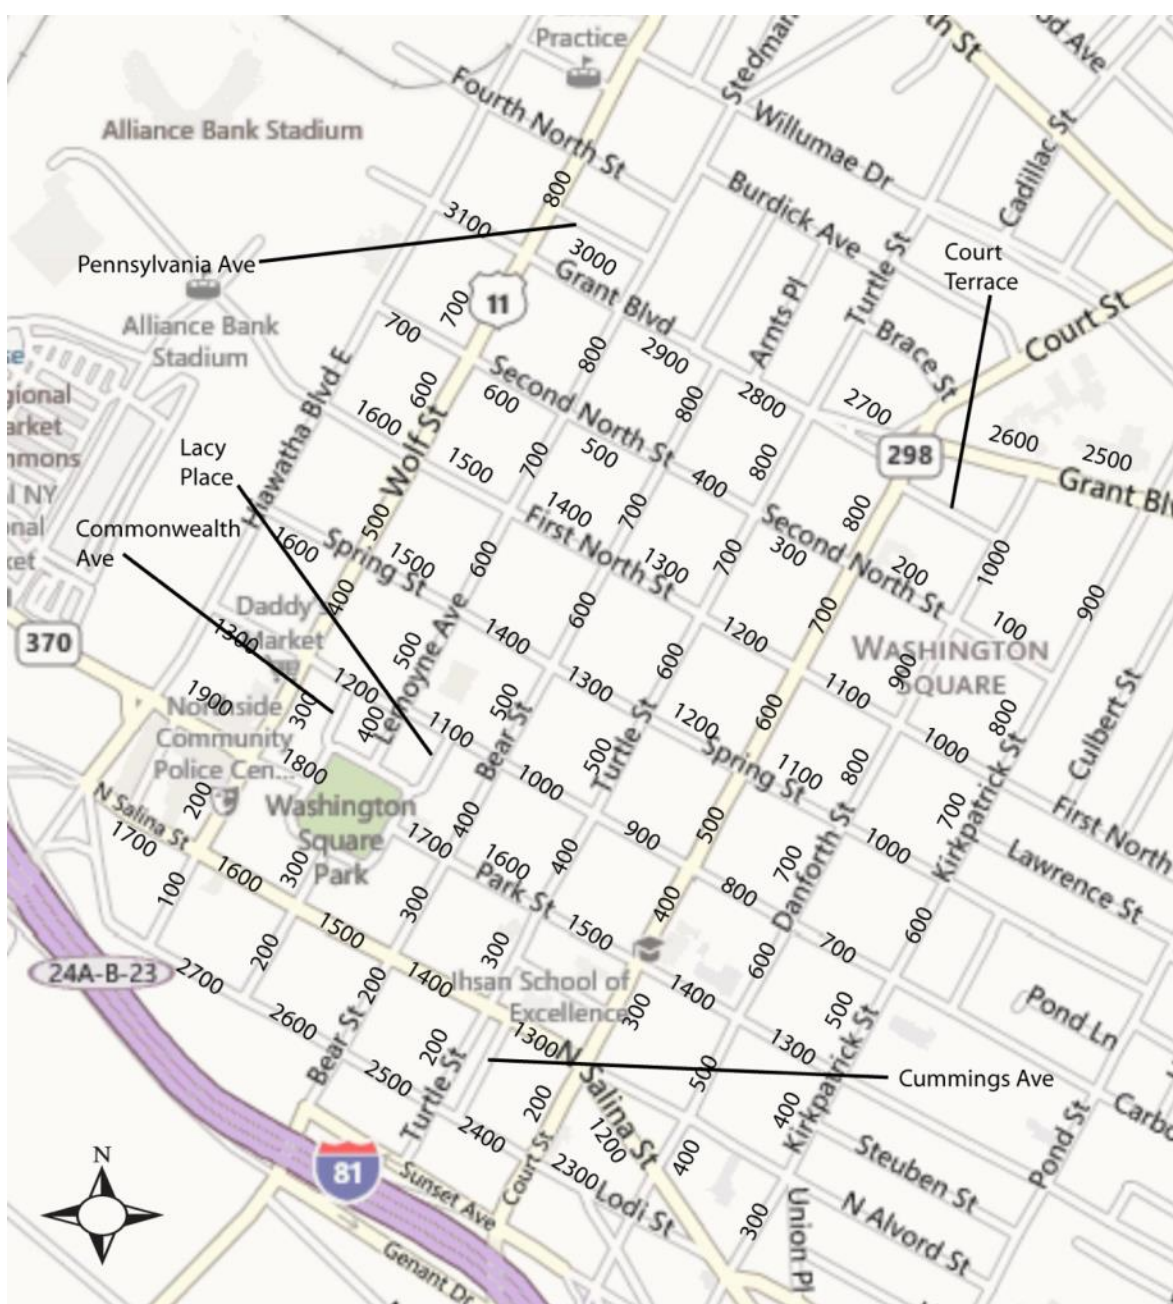 Practice
Stedman
th St
od Ave
Fourth North St
Alliance Bank Stadium
Willumae Dr
Cadillac St
800
Burdick Ave
3100
Pennsylvania Ave
3000
Grant Blvd
Turtle St
Court
Terrace
Arnts Pl
Alliance Bank
Stadium
700
11
700
800
2900
Brace St
Court St
Hiawatha Blvd E
600
600
Second North St
800
2800
2700
2600
2500
Grant Blv
298
1600
Wolf St
1500
700
500
400
800
800
Lacy
Place
Commonwealth
Ave
500
1400
First North St
700
Second North St
300
200
1000
900
1600
Spring St
1500
600
1300
700
400
Daddy's
Market
1300
500
1400
600
1200
700
100
WASHINGTON
SQUARE
370
1900
1200
Lemoyne Ave
1300
600
1100
900
Culbert St
Northside
Community
Police Cen...
300
400
1100
500
Bear St
Turtle St
1200
600
Spring St
1100
800
1000
800
Kirkpatrick St
1800
500
1000
N Salina St
1700
200
Washington
Square
Park
1700
400
900
500
Danforth St
700
1000
700
First North
Lawrence St
1600
300
1600
Park St
400
800
100
1500
300
1500
400
700
600
24A-B-23
2700
200
200
1400
300
Ihsan School of
Excellence
1400
600
500
Pond Ln
2600
Bear St
200
Turtle St
1300
300
N Salina St
1300
Kirkpatrick St
2500
500
Cummings Ave
400
Carbo
2400
200
1200
400
Steuben St
Pond St
N
81
Sunset Ave
Court St
2300
Lodi St
300
Union Pl
N Alvord St
Genant Dr